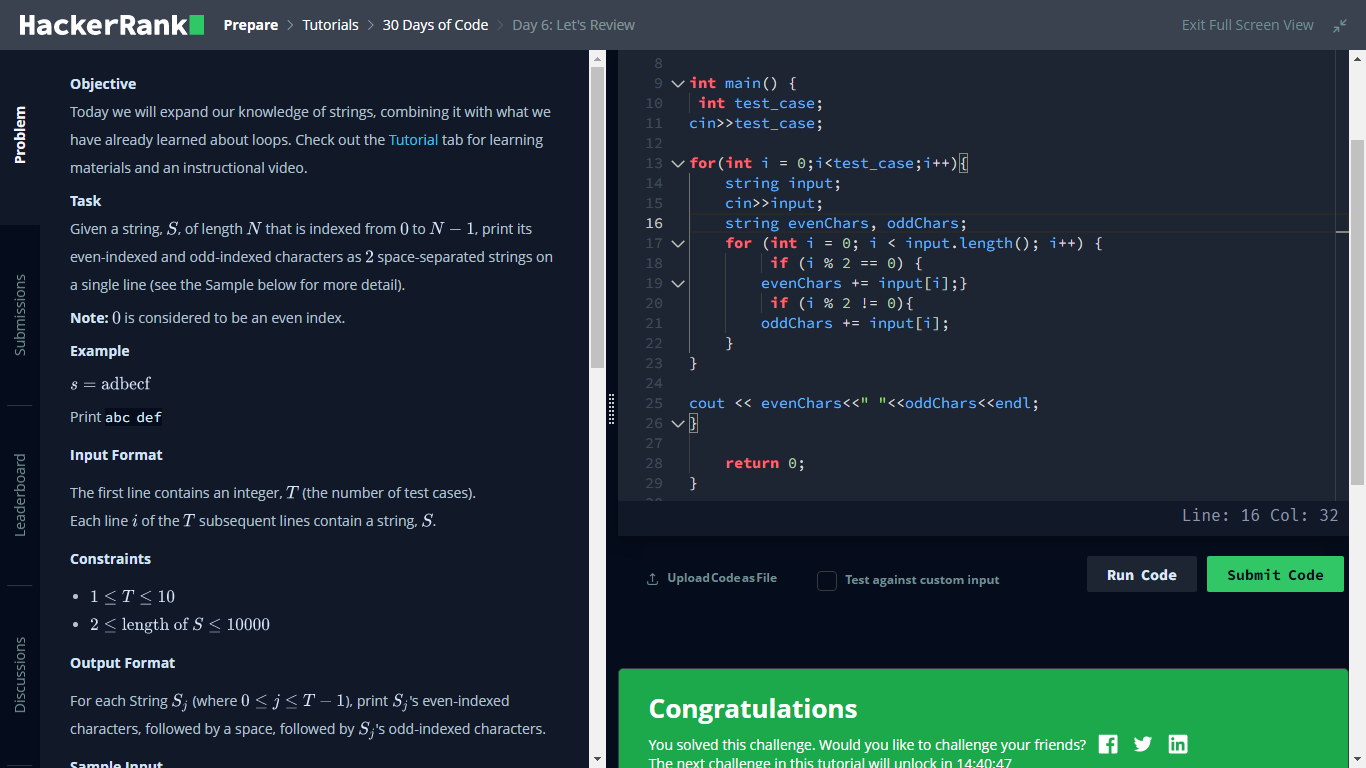 HackerRank Prepare > Tutorials > 30 Days of Code > Day 6: Let's Review Exit Full Screen View
Problem
Submissions
Leaderboard
Discussions
Objective
Today we will expand our knowledge of strings, combining it with what we
have already learned about loops. Check out the Tutorial tab for learning
materials and an instructional video.
Task
Given a string, S, of length N that is indexed from 0 to N − 1, print its
even-indexed and odd-indexed characters as 2 space-separated strings on
a single line (see the Sample below for more detail).
Note: 0 is considered to be an even index.
Example
s = adbecf
Print abc def
Input Format
The first line contains an integer, T (the number of test cases).
Each line i of the T subsequent lines contain a string, S.
Constraints
• 1 ≤ T ≤ 10
• 2 ≤ length of S ≤ 10000
Output Format
For each String Sj (where 0 ≤ j ≤ T − 1), print Sj's even-indexed
characters, followed by a space, followed by Sj's odd-indexed characters.
Sample Input
8
9 int main() {
10 int test_case;
11 cin>>test_case;
12
13 for(int i = 0;i<test_case;i++){
14 string input;
15 cin>>input;
16 string evenChars, oddChars;
17 for (int i = 0; i < input.length(); i++) {
18 if (i % 2 == 0) {
19 evenChars += input[i];}
20 if (i % 2 != 0){
21 oddChars += input[i];
22 }
23 }
24
25 cout << evenChars<<" "<<oddChars<<endl;
26 }
27
28 return 0;
29 }
Line: 16 Col: 32
Upload Code as File
Test against custom input
Run Code
Submit Code
Congratulations
You solved this challenge. Would you like to challenge your friends?
The next challenge in this tutorial will unlock in 14:40:47